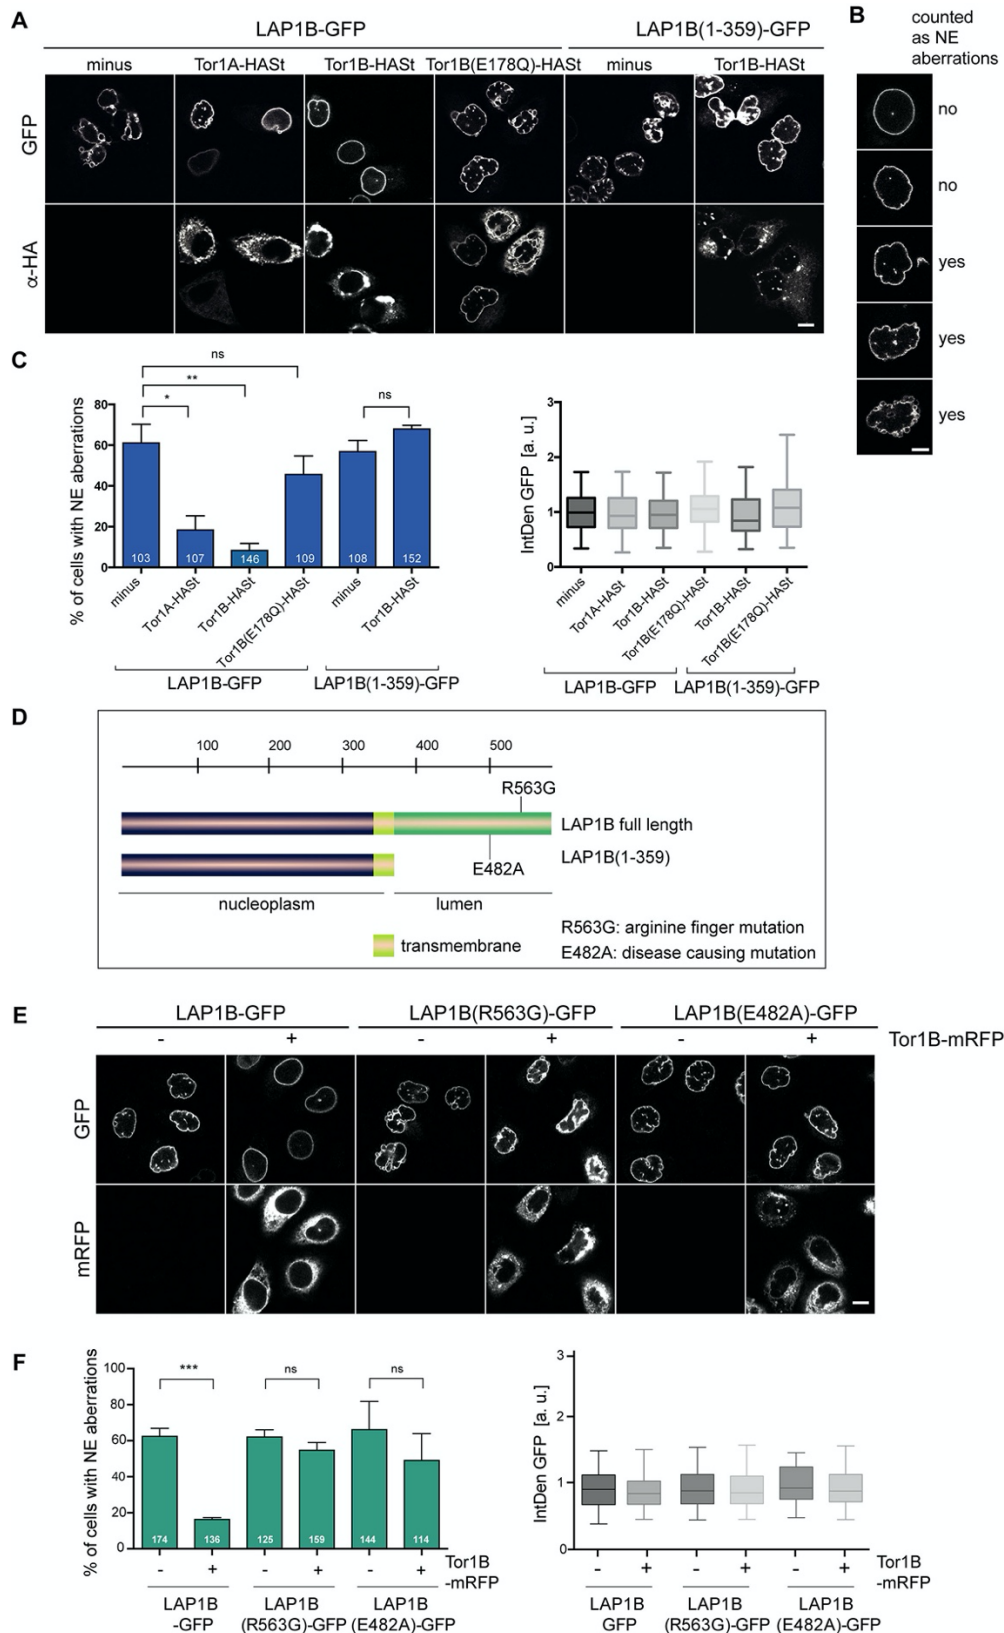 A
LAP1B-GFP
LAP1B(1-359)-GFP
minus
Tor1A-HASt
Tor1B-HASt
Tor1B(E178Q)-HASt
minus
Tor1B-HASt
GFP
α-HA
B
counted
as NE
aberrations
no
no
yes
yes
yes
C
% of cells with NE aberrations
80
60
40
20
0
ns
**
*
ns
103
107
146
109
108
152
minus
Tor1A-HASt
Tor1B-HASt
Tor1B(E178Q)-HASt
minus
Tor1B-HASt
LAP1B-GFP
LAP1B(1-359)-GFP
IntDen GFP [a. u.]
3
2
1
0
minus
Tor1A-HASt
Tor1B-HASt
Tor1B(E178Q)-HASt
Tor1B-HASt
Tor1B(E178Q)-HASt
LAP1B-GFP
LAP1B(1-359)-GFP
D
100
200
300
400
500
R563G
LAP1B full length
LAP1B(1-359)
E482A
nucleoplasm
lumen
transmembrane
R563G: arginine finger mutation
E482A: disease causing mutation
E
LAP1B-GFP
LAP1B(R563G)-GFP
LAP1B(E482A)-GFP
- + - + - + Tor1B-mRFP
GFP
mRFP
F
% of cells with NE aberrations
100
80
60
40
20
0
***
ns
ns
174
136
125
159
144
114
- + - + - + Tor1B
-mRFP
LAP1B
-GFP
LAP1B
(R563G)-GFP
LAP1B
(E482A)-GFP
IntDen GFP [a. u.]
3
2
1
0
- + - + - + Tor1B
-mRFP
LAP1B
GFP
LAP1B
(R563G)-GFP
LAP1B
(E482A)-GFP